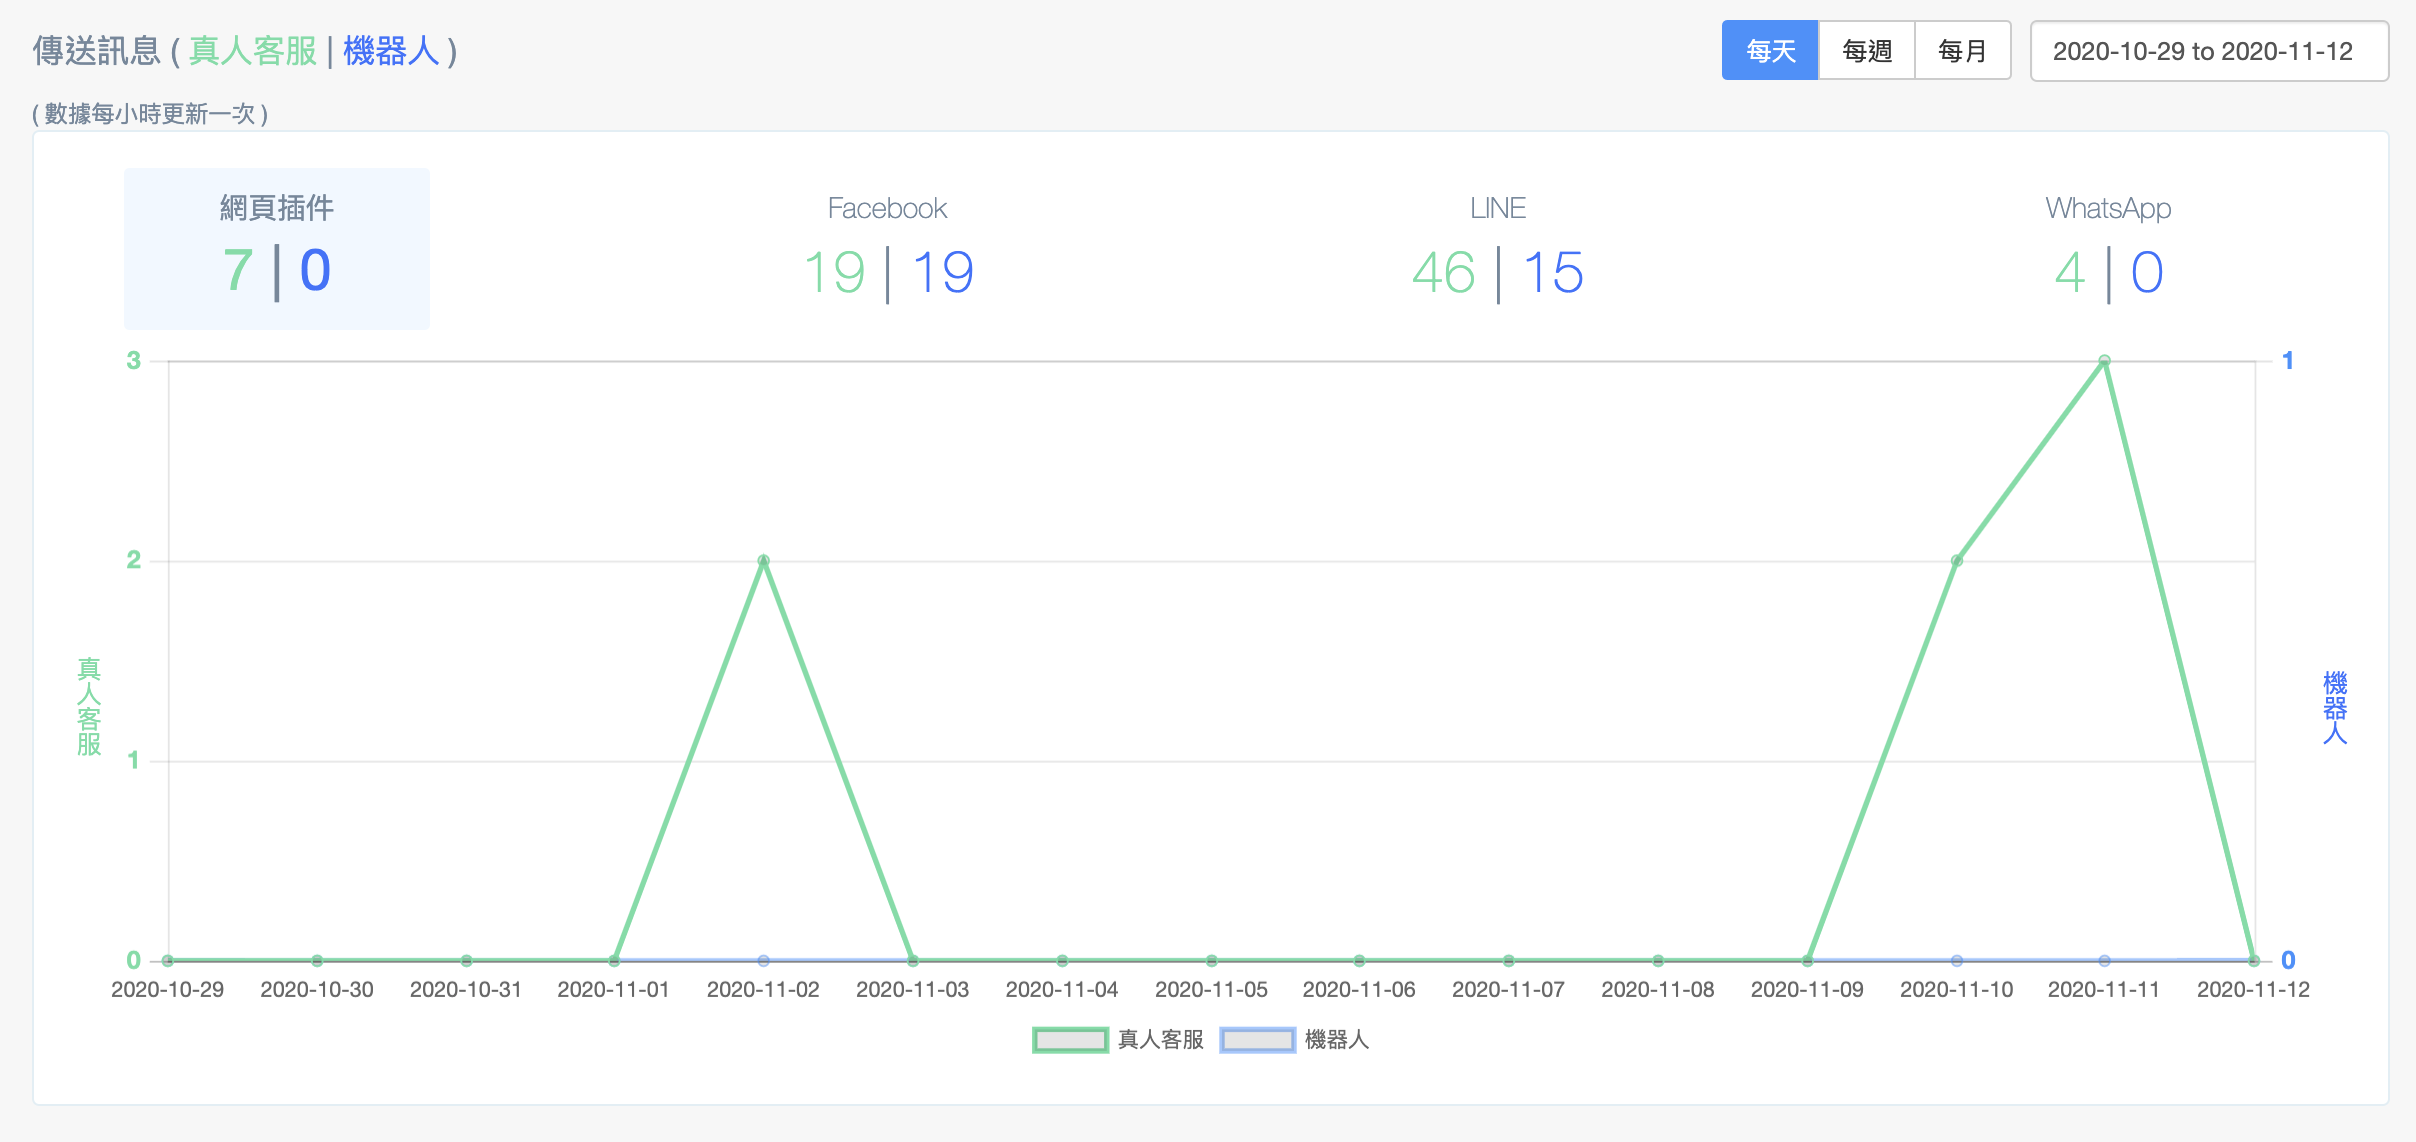 傳送訊息 ( 真人客服 | 機器人 )
每天 每週 每月 2020-10-29 to 2020-11-12
( 數據每小時更新一次 )
網頁插件 Facebook LINE WhatsApp
7 | 0 19 | 19 46 | 15 4 | 0
3
2
1
0
真人客服
1
0
機器人
2020-10-29 2020-10-30 2020-10-31 2020-11-01 2020-11-02 2020-11-03 2020-11-04 2020-11-05 2020-11-06 2020-11-07 2020-11-08 2020-11-09 2020-11-10 2020-11-11 2020-11-12
真人客服 機器人